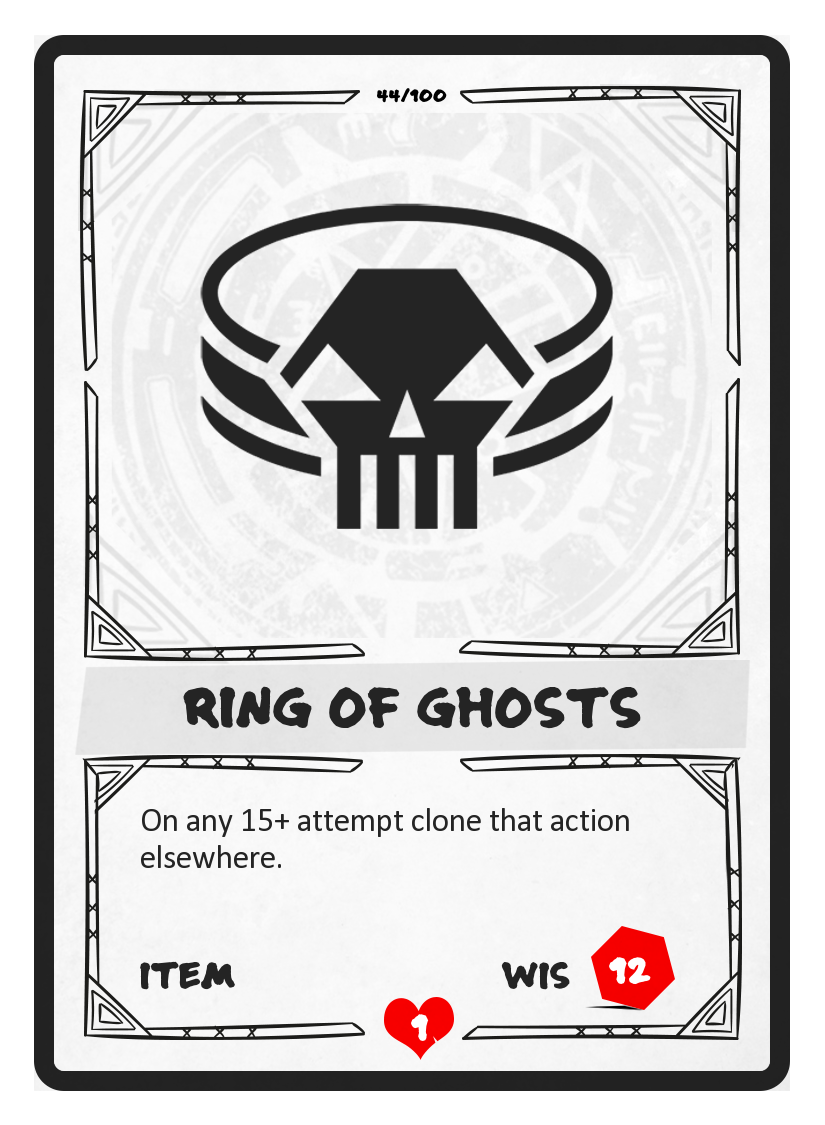 44/100
RING OF GHOSTS
On any 15+ attempt clone that action
elsewhere.
ITEM
WIS 12
1